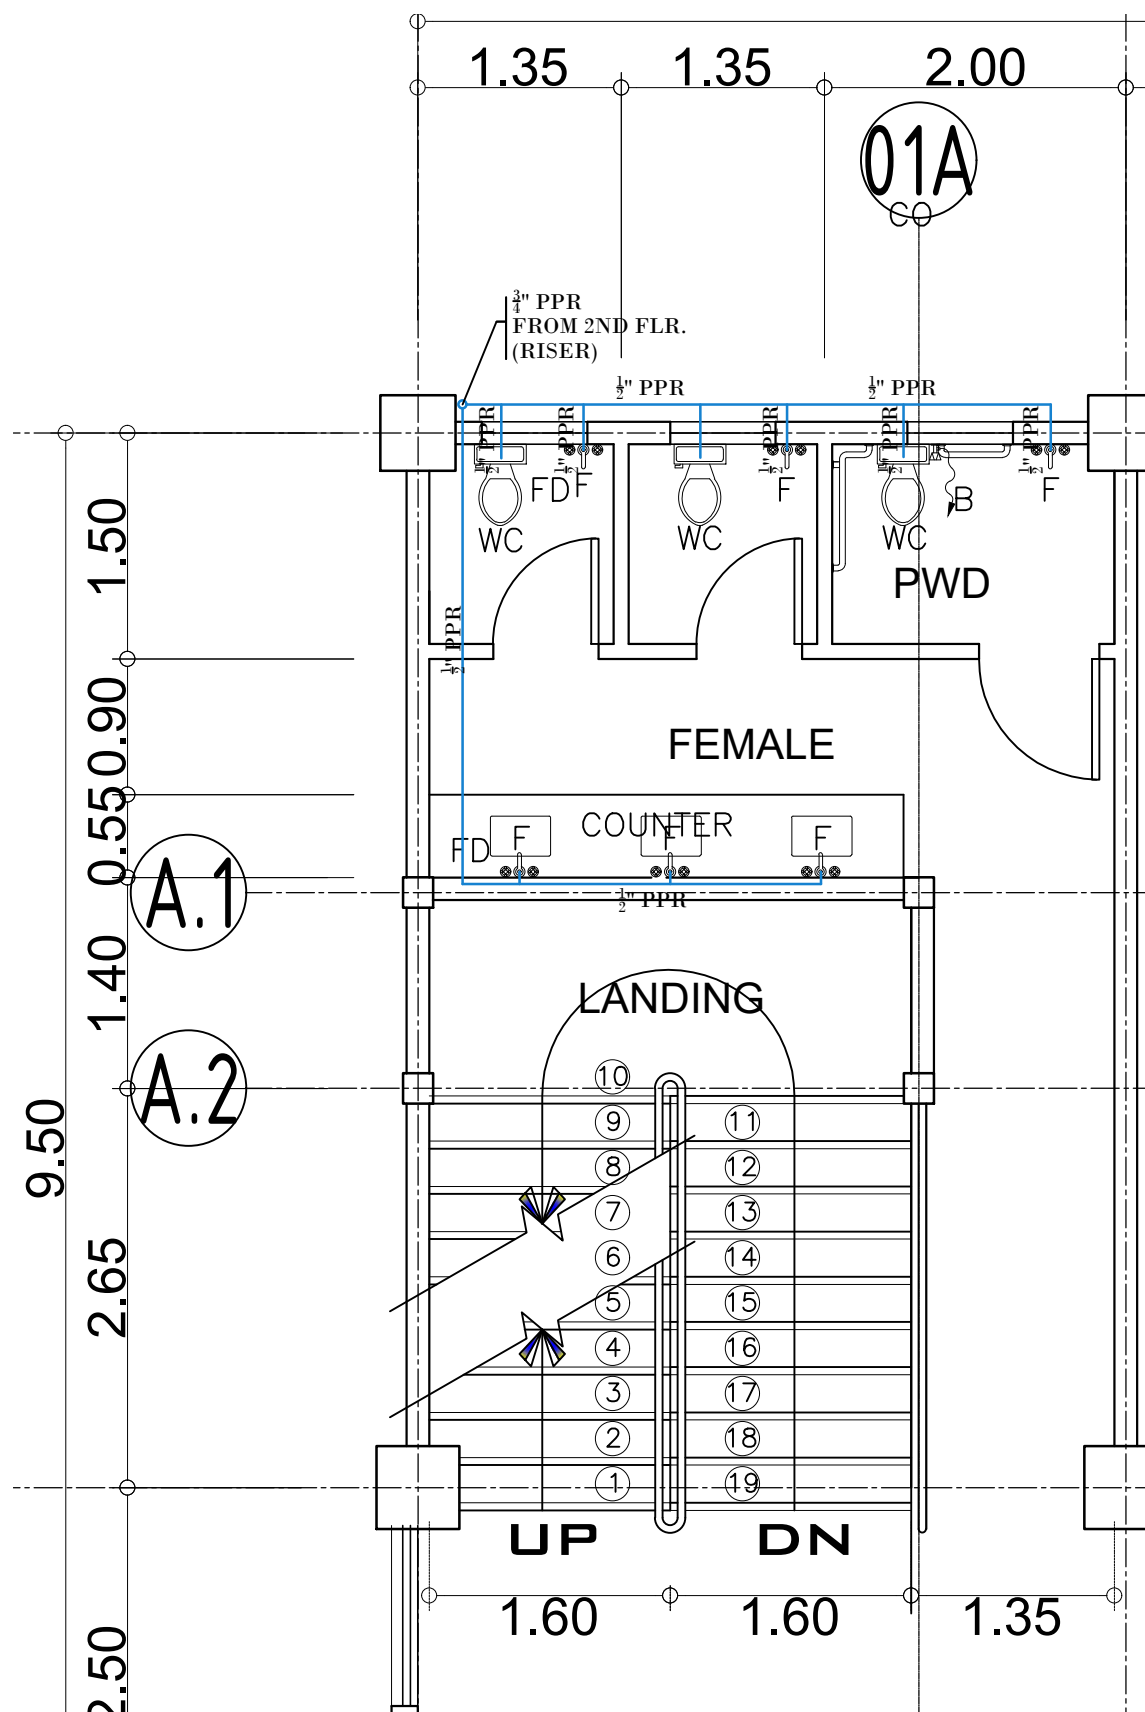 1.35
1.35
2.00
01A
CO
3/4" PPR
FROM 2ND FLR.
(RISER)
1/2" PPR
1/2" PPR
1/2" PPR
1/2" PPR
1/2" PPR
1/2" PPR
1/2" PPR
FD
F
F
B
F
WC
WC
WC
PWD
1.50
1/2" PPR
0.90
FEMALE
0.55
COUNTER
F
F
F
FD
A.1
1/2" PPR
1.40
LANDING
A.2
10
9
11
8
12
7
13
6
14
5
15
4
16
3
17
2
18
1
19
9.50
2.65
UP
DN
1.60
1.60
1.35
2.50